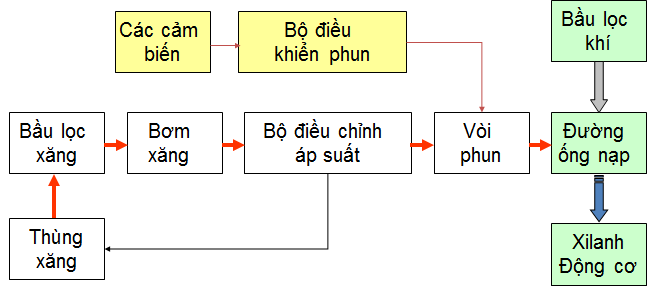 Các cảm
biến
Bộ điều
khiển phun
Bầu lọc
khí
Bầu lọc
xăng
Bơm
xăng
Bộ điều chỉnh
áp suất
Vòi
phun
Đường
ống nạp
Thùng
xăng
Xilanh
Động cơ